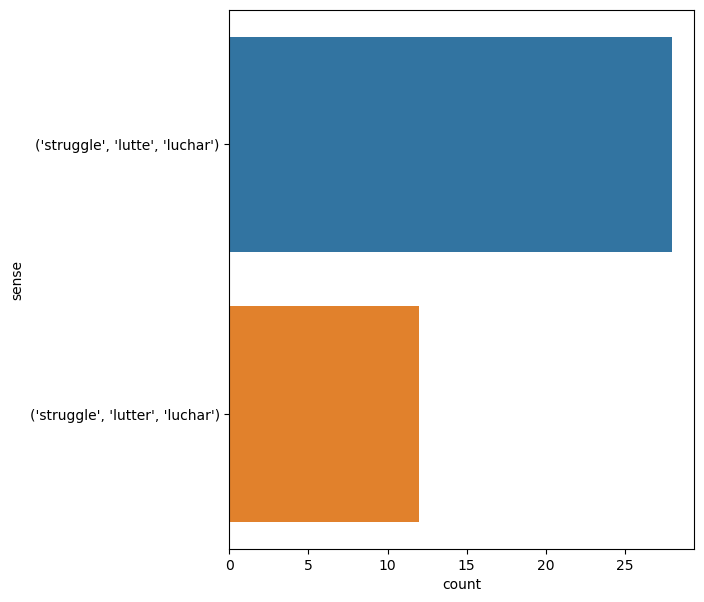 sense
('struggle', 'lutte', 'luchar')
('struggle', 'lutter', 'luchar')
0 5 10 15 20 25
count